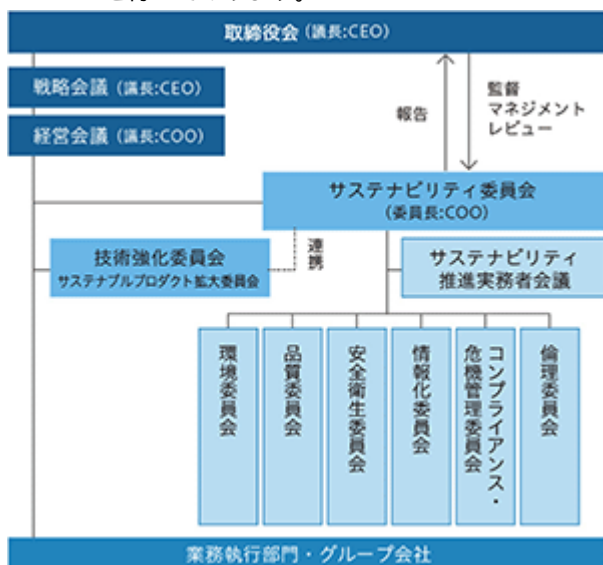 取締役会 (議長:CEO)
戦略会議 (議長:CEO)
経営会議 (議長:COO)
報告
監督
マネジメント
レビュー
サステナビリティ委員会
(委員長:COO)
技術強化委員会
サステナブルプロダクト拡大委員会
連携
サステナビリティ
推進実務者会議
環境委員会
品質委員会
安全衛生委員会
情報化委員会
コンプライアンス・
危機管理委員会
倫理委員会
業務執行部門・グループ会社